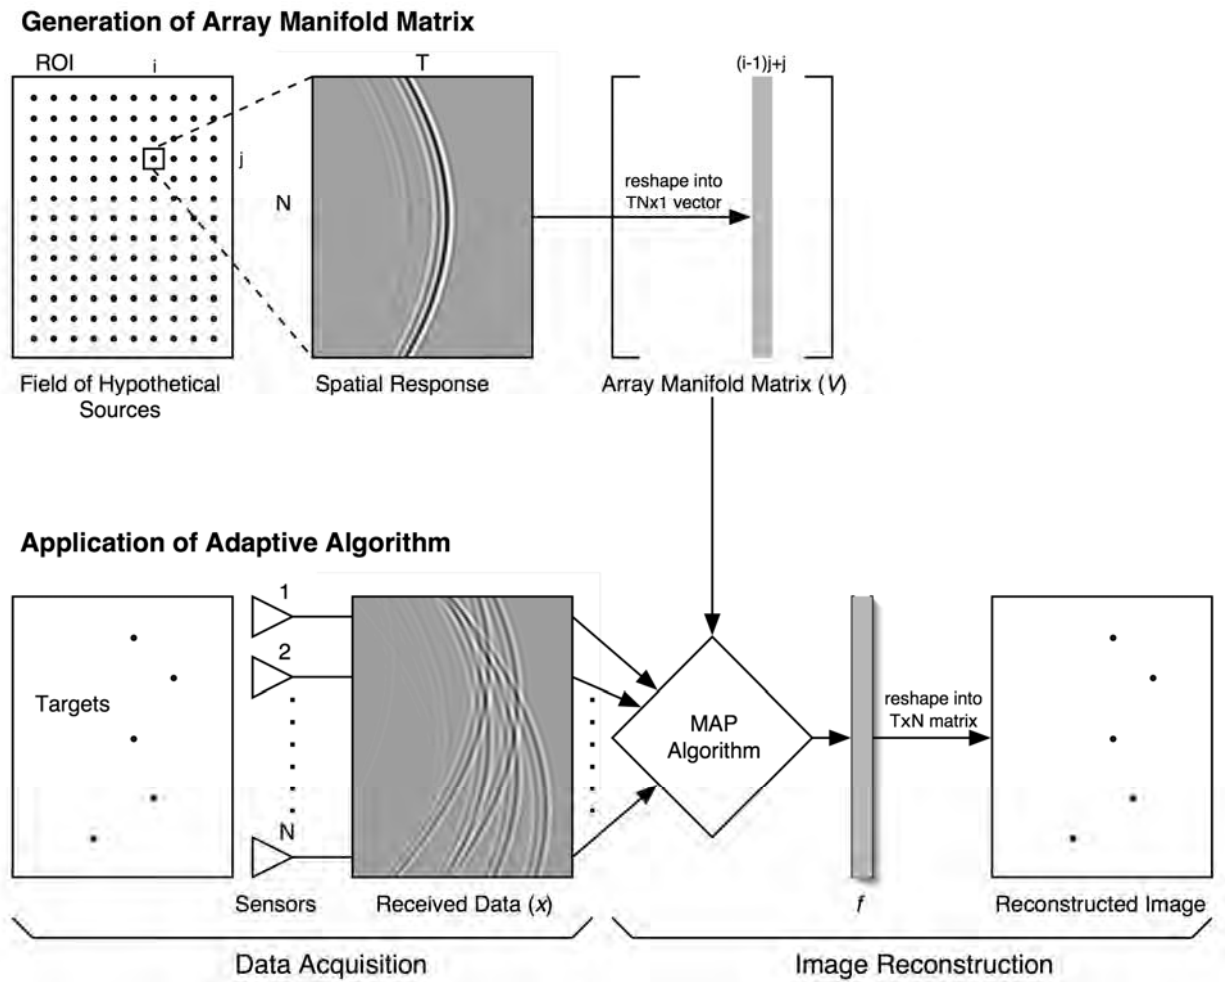 Generation of Array Manifold Matrix
ROI
i
T
(i-1)j+j
j
N
reshape into
TNx1 vector
Field of Hypothetical
Sources
Spatial Response
Array Manifold Matrix (V)
Application of Adaptive Algorithm
1
2
Targets
N
MAP
Algorithm
reshape into
TxN matrix
Sensors
Received Data (x)
f
Reconstructed Image
Data Acquisition
Image Reconstruction